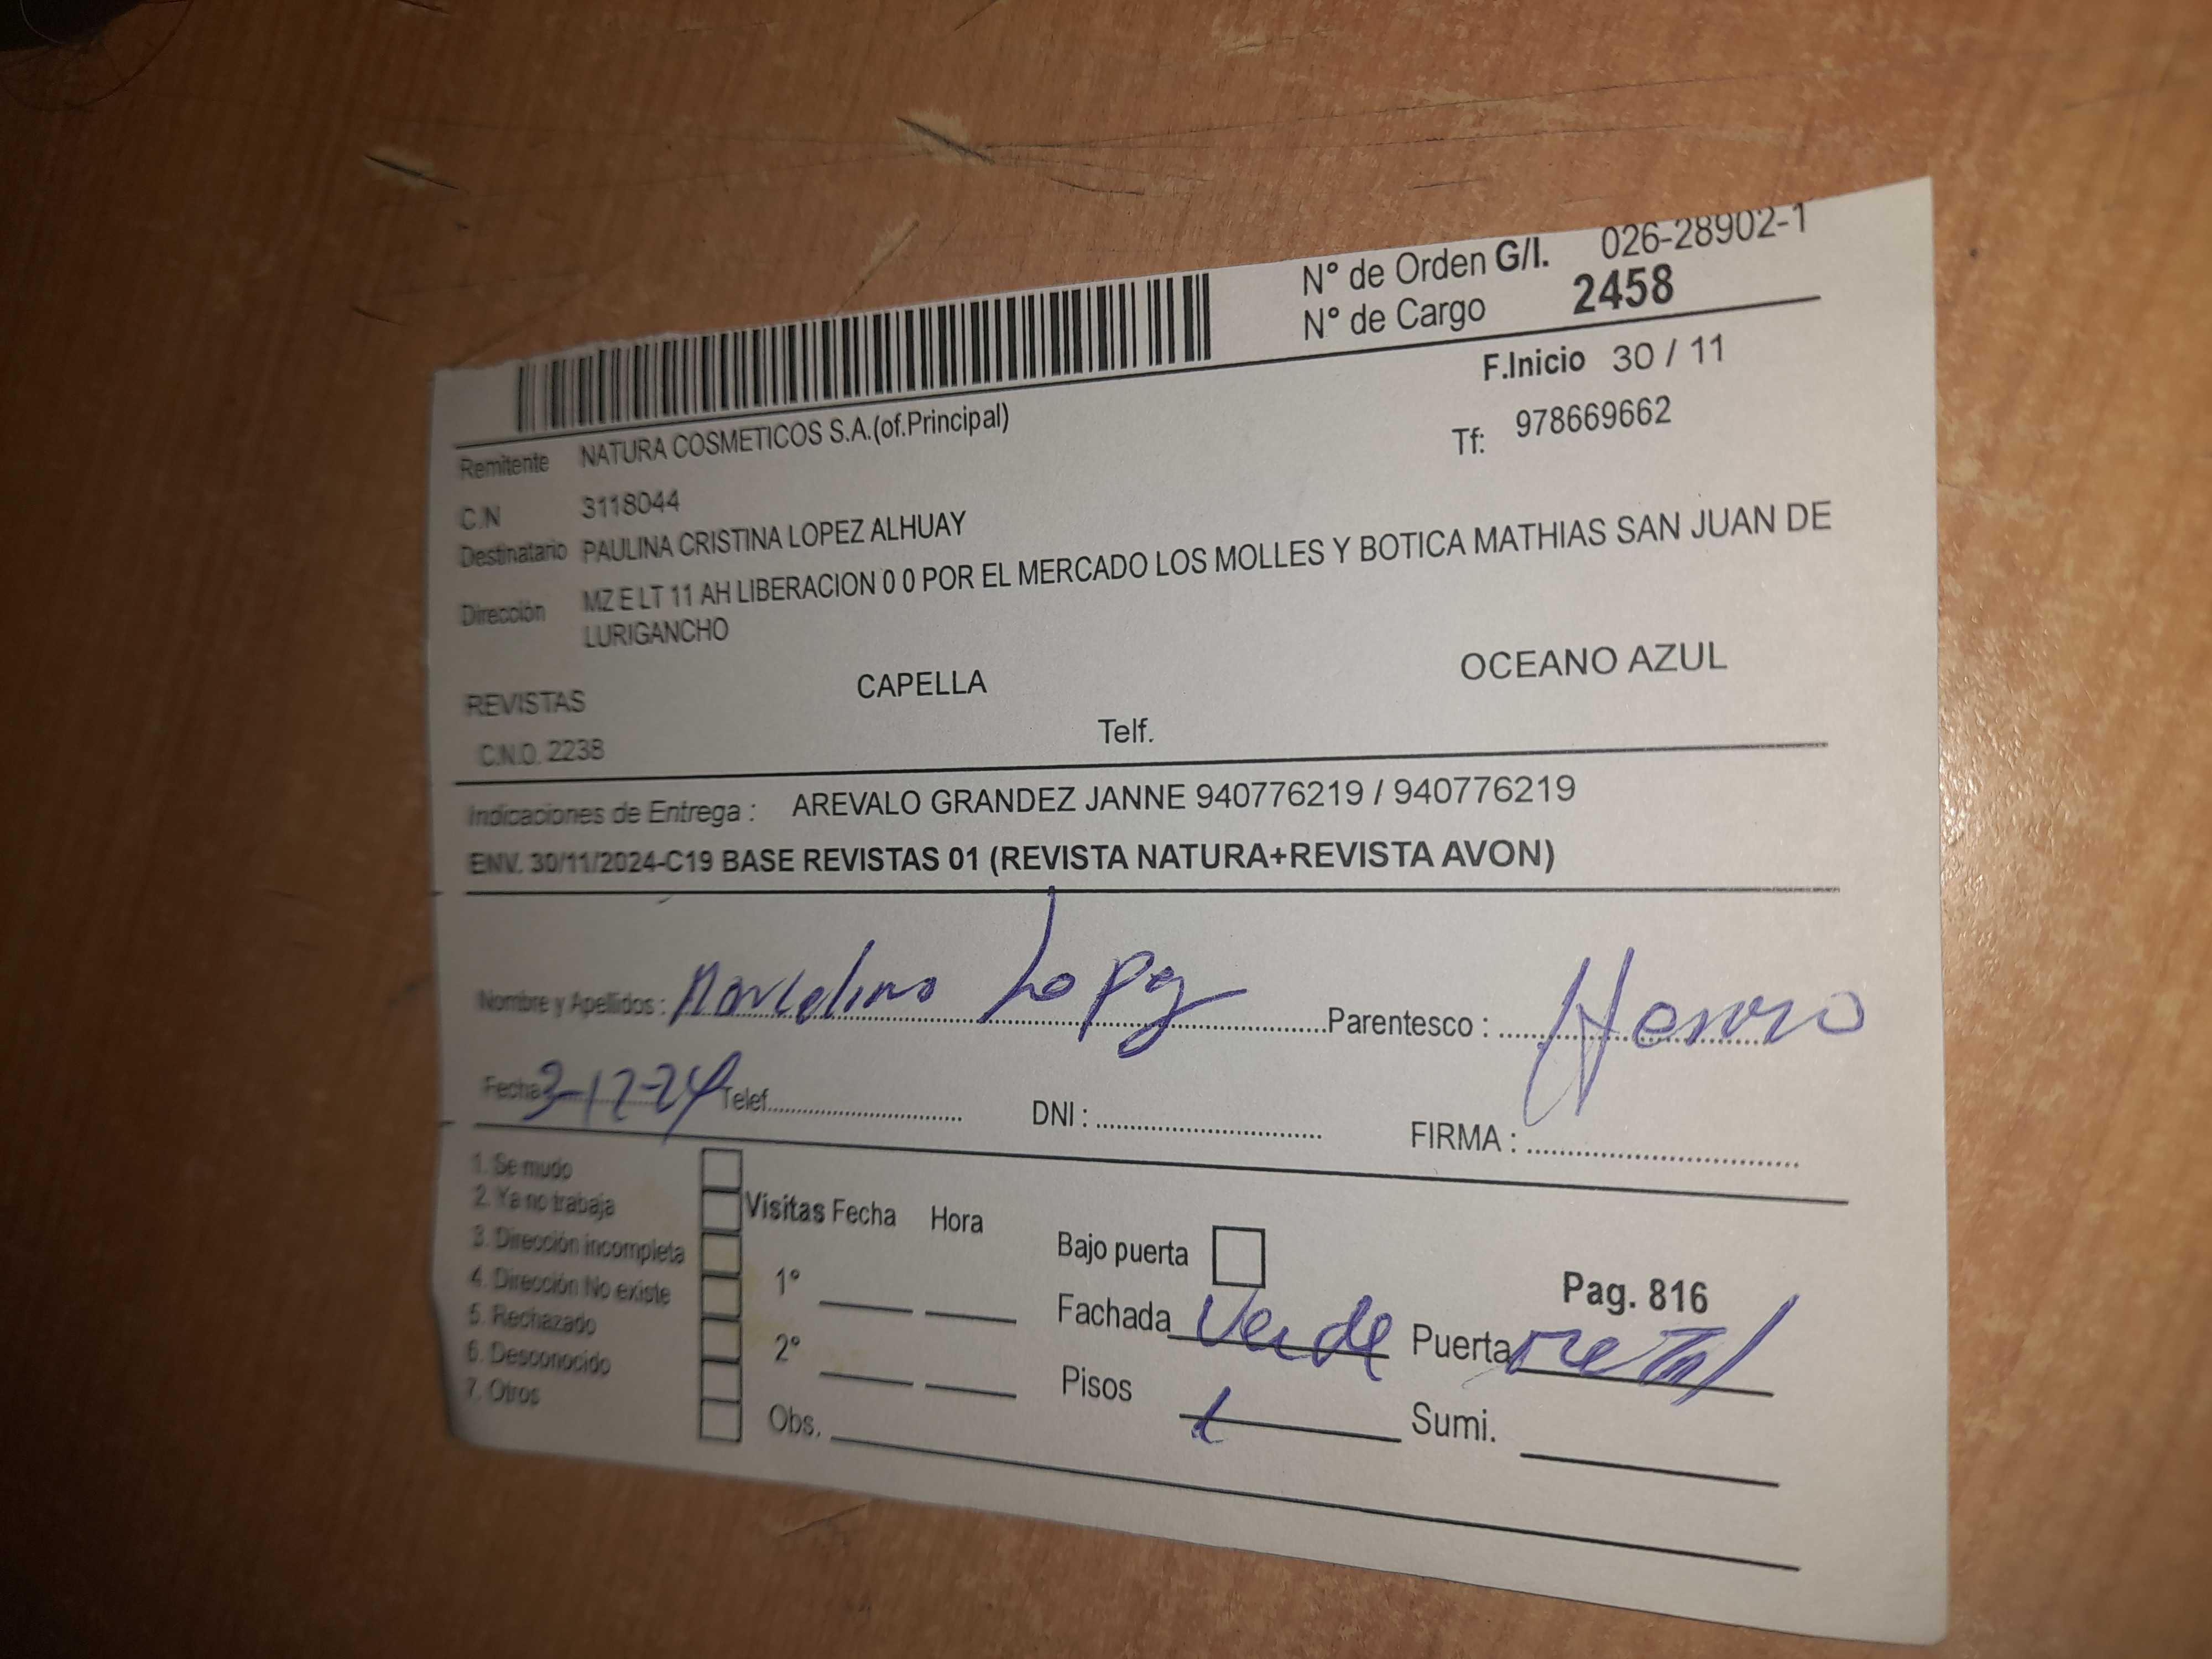 N° de Orden G/I. 026-28902-1
N° de Cargo 2458
F.Inicio 30 / 11
Remitente NATURA COSMETICOS S.A.(of.Principal)
Tf: 978669662
C.N 3118044
Destinatario PAULINA CRISTINA LOPEZ ALHUAY
Dirección MZ E LT 11 AH LIBERACION 0 0 POR EL MERCADO LOS MOLLES Y BOTICA MATHIAS SAN JUAN DE
LURIGANCHO
REVISTAS CAPELLA OCEANO AZUL
C.N.O. 2238 Telf.
Indicaciones de Entrega : AREVALO GRANDEZ JANNE 940776219 / 940776219
ENV. 30/11/2024-C19 BASE REVISTAS 01 (REVISTA NATURA+REVISTA AVON)
Nombre y Apellidos : Marcelino Lopez Parentesco :
Fecha 3-12-24 Telef. DNI : FIRMA :
1. Se mudo
2. Ya no trabaja
3. Dirección incompleta
4. Dirección No existe
5. Rechazado
6. Desconocido
7. Otros
Visitas Fecha Hora
1°
2°
Obs.
Bajo puerta
Pag. 816
Fachada Verde Puerta metal
Pisos 1 Sumi.